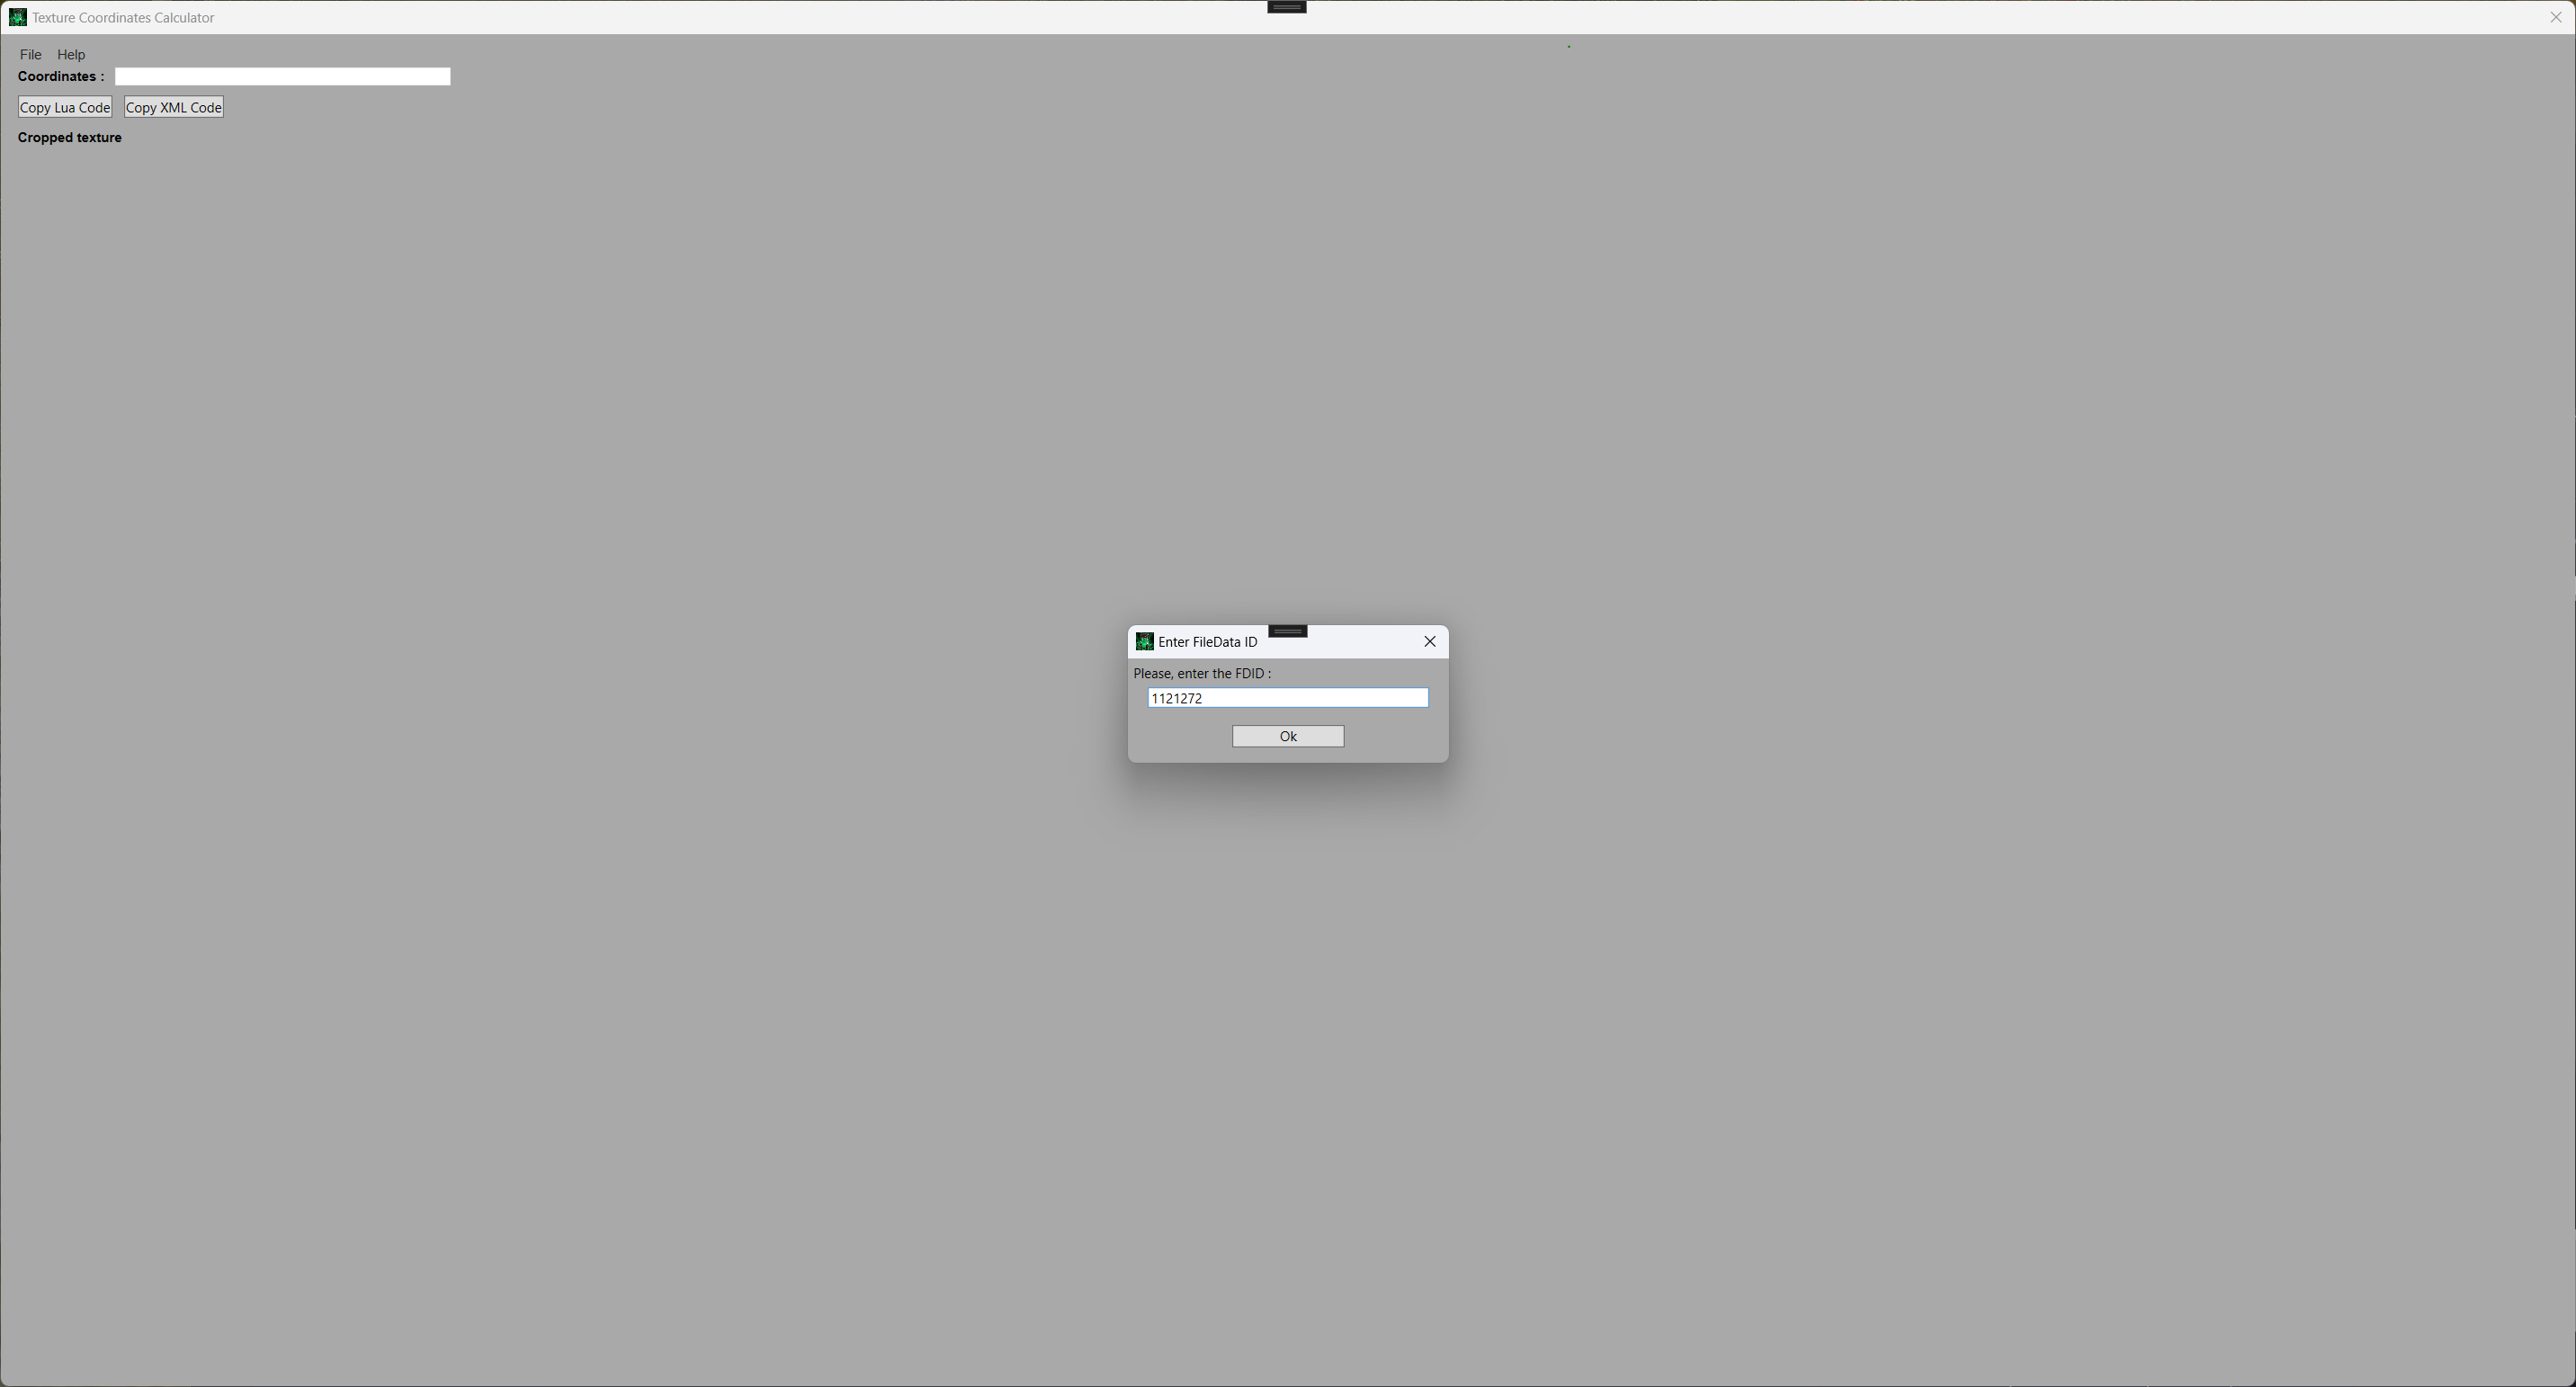 Texture Coordinates Calculator
File Help
Coordinates :
Copy Lua Code Copy XML Code
Cropped texture
Enter FileData ID
Please, enter the FDID :
1121272
Ok